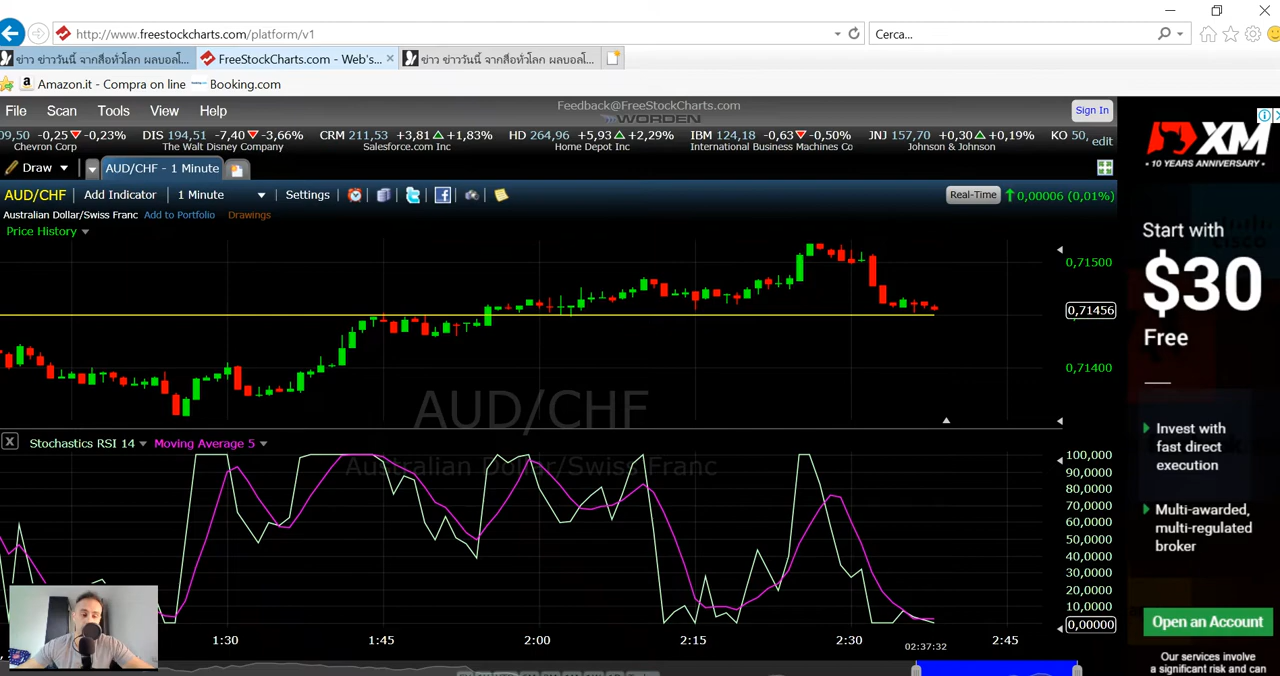 http://www.freestockcharts.com/platform/v1
Cerca...
ข่าว ข่าววันนี้ จากสื่อทั่วโลก ผลบอลโ...
FreeStockCharts.com - Web's...
ข่าว ข่าววันนี้ จากสื่อทั่วโลก ผลบอลโ...
Amazon.it - Compra on line
Booking.com
File Scan Tools View Help
Feedback@FreeStockCharts.com
WORDEN
Sign In
09,50 -0,25 -0,23% DIS 194,51 -7,40 -3,66% CRM 211,53 +3,81 +1,83% HD 264,96 +5,93 +2,29% IBM 124,18 -0,63 -0,50% JNJ 157,70 +0,30 +0,19% KO 50, edit
Chevron Corp The Walt Disney Company Salesforce.com Inc Home Depot Inc International Business Machines Co Johnson & Johnson
Draw AUD/CHF - 1 Minute
AUD/CHF Add Indicator 1 Minute Settings Real-Time 0,00006 (0,01%)
Australian Dollar/Swiss Franc Add to Portfolio Drawings
Price History
0,71500
0,71456
0,71400
AUD/CHF
Australian Dollar/Swiss Franc
Stochastics RSI 14 Moving Average 5
100,000
90,0000
80,0000
70,0000
60,0000
50,0000
40,0000
30,0000
20,0000
10,0000
0,00000
1:30 1:45 2:00 2:15 2:30 2:45
02:37:32
XM
10 YEARS ANNIVERSARY
Start with
$30
Free
Invest with
fast direct
execution
Multi-awarded,
multi-regulated
broker
Open an Account
Our services involve
a significant risk and can